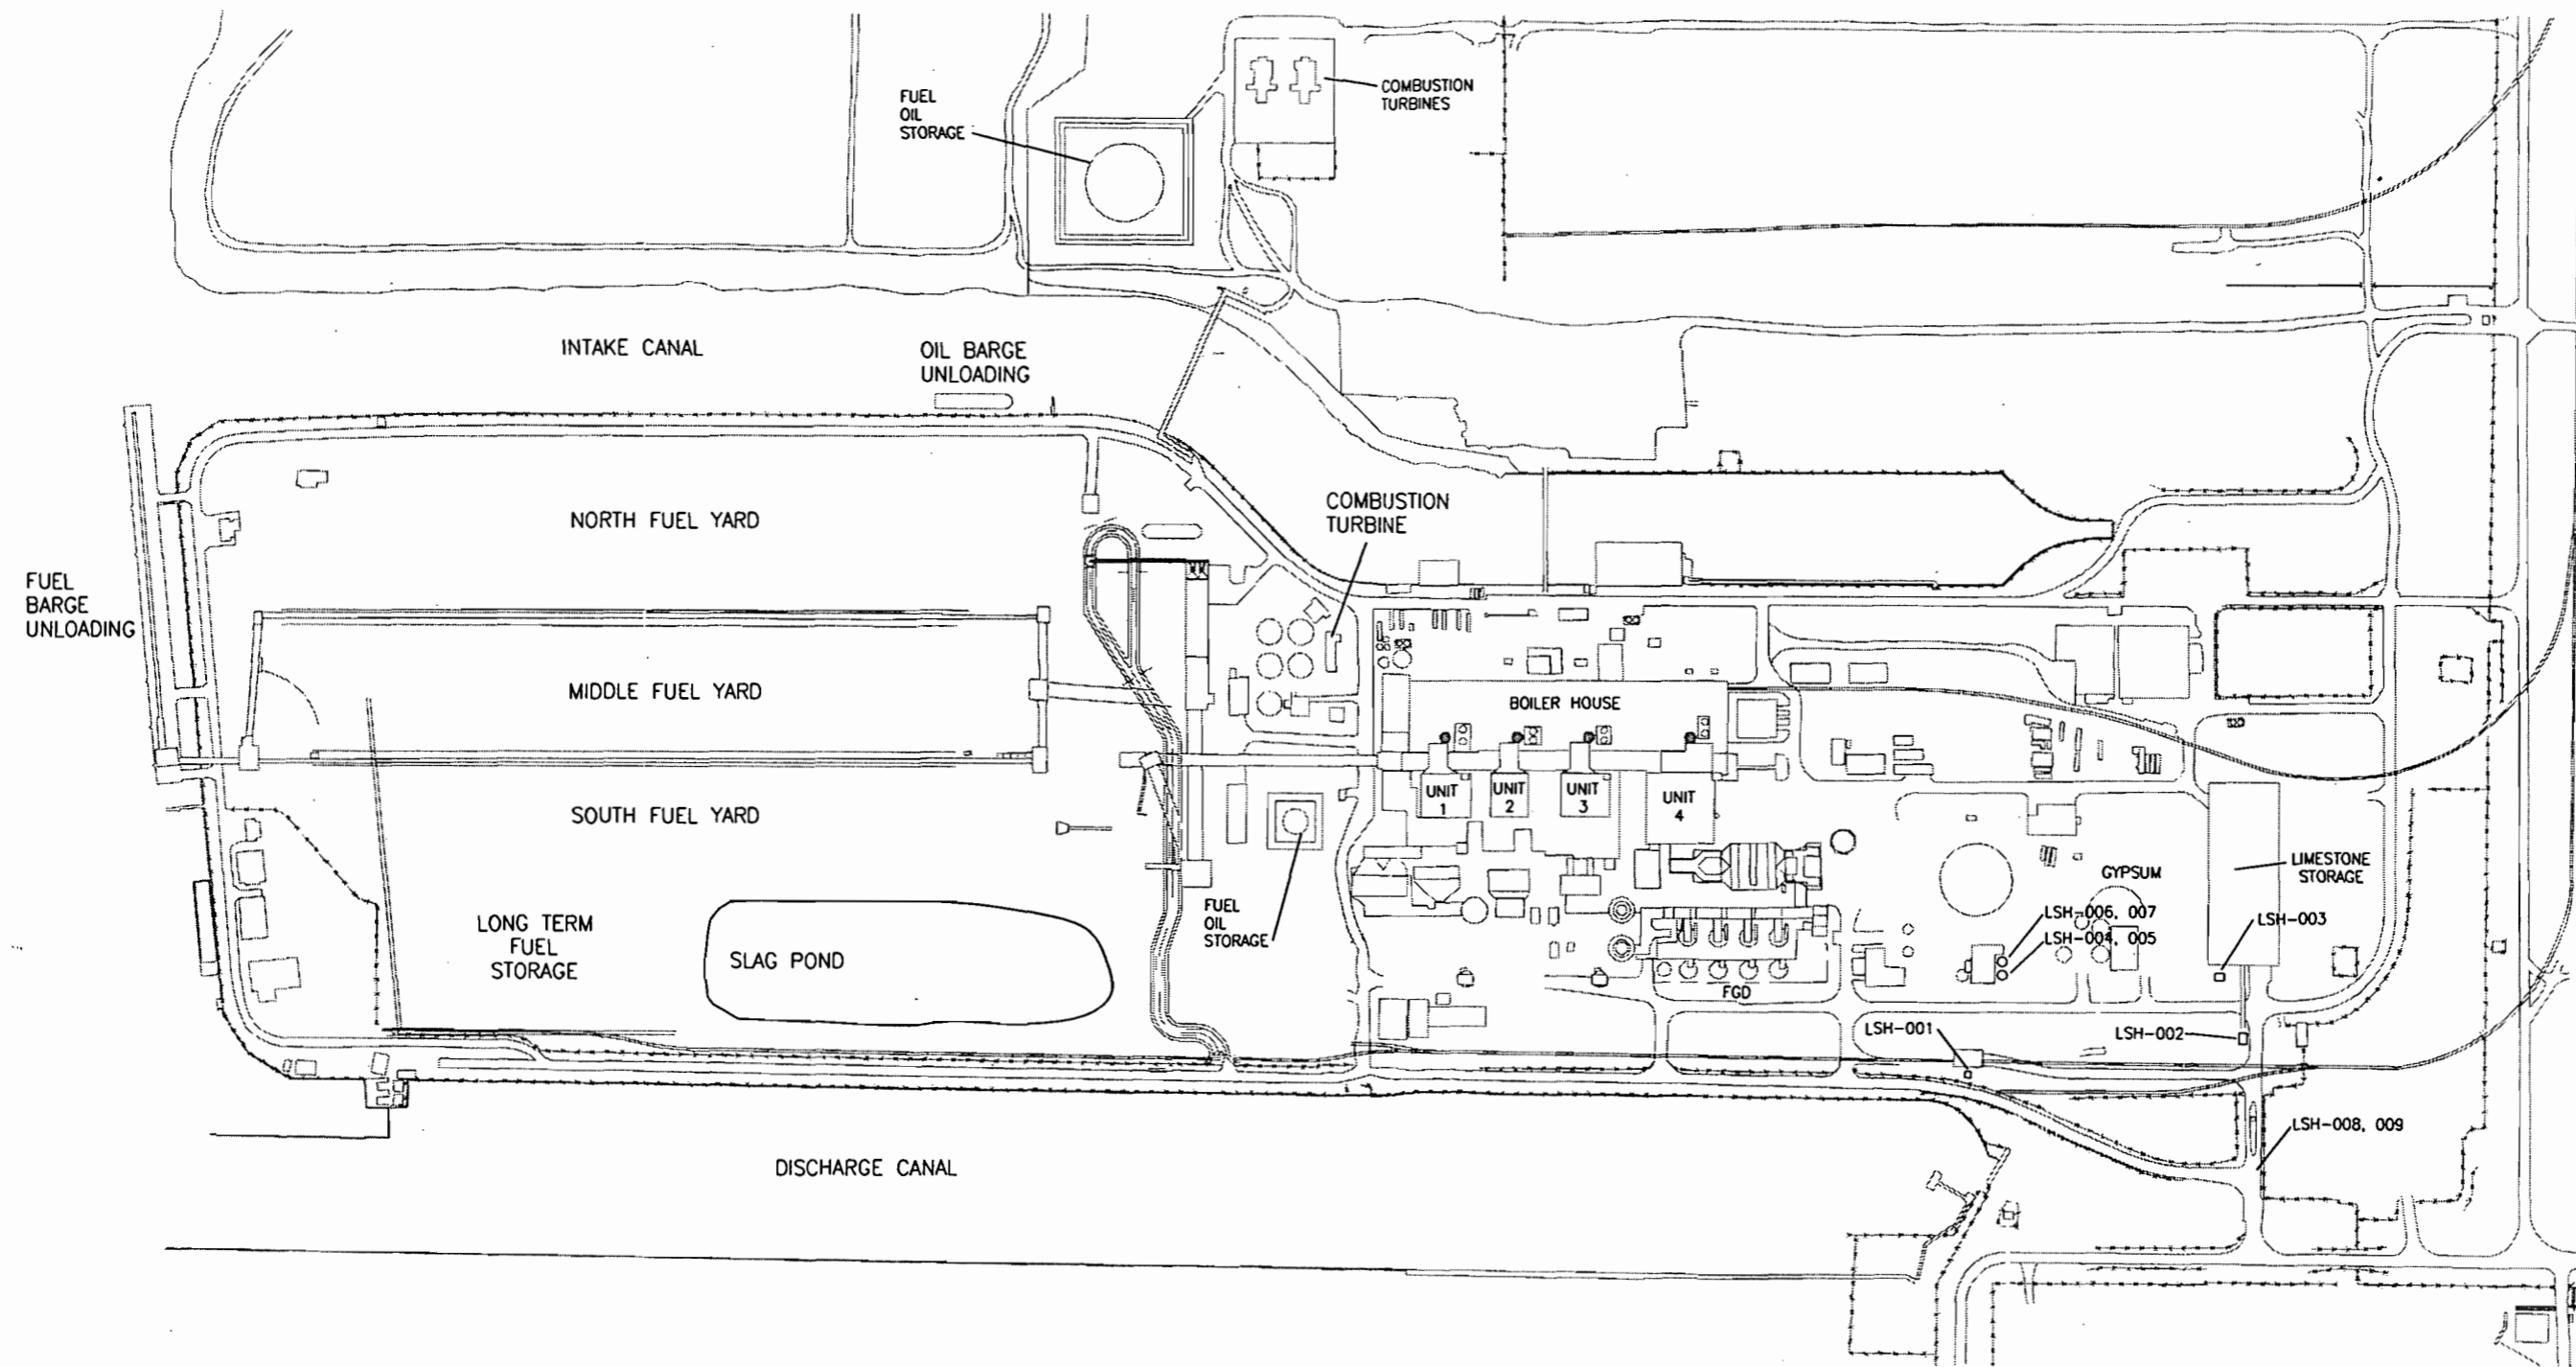 FUEL
OIL
STORAGE
COMBUSTION
TURBINES
INTAKE CANAL
OIL BARGE
UNLOADING
NORTH FUEL YARD
COMBUSTION
TURBINE
FUEL
BARGE
UNLOADING
MIDDLE FUEL YARD
BOILER HOUSE
SOUTH FUEL YARD
UNIT
1
UNIT
2
UNIT
3
UNIT
4
LIMESTONE
STORAGE
GYPSUM
LONG TERM
FUEL
STORAGE
SLAG POND
FUEL
OIL
STORAGE
LSH-006, 007
LSH-004, 005
LSH-003
FGD
LSH-001
LSH-002
LSH-008, 009
DISCHARGE CANAL